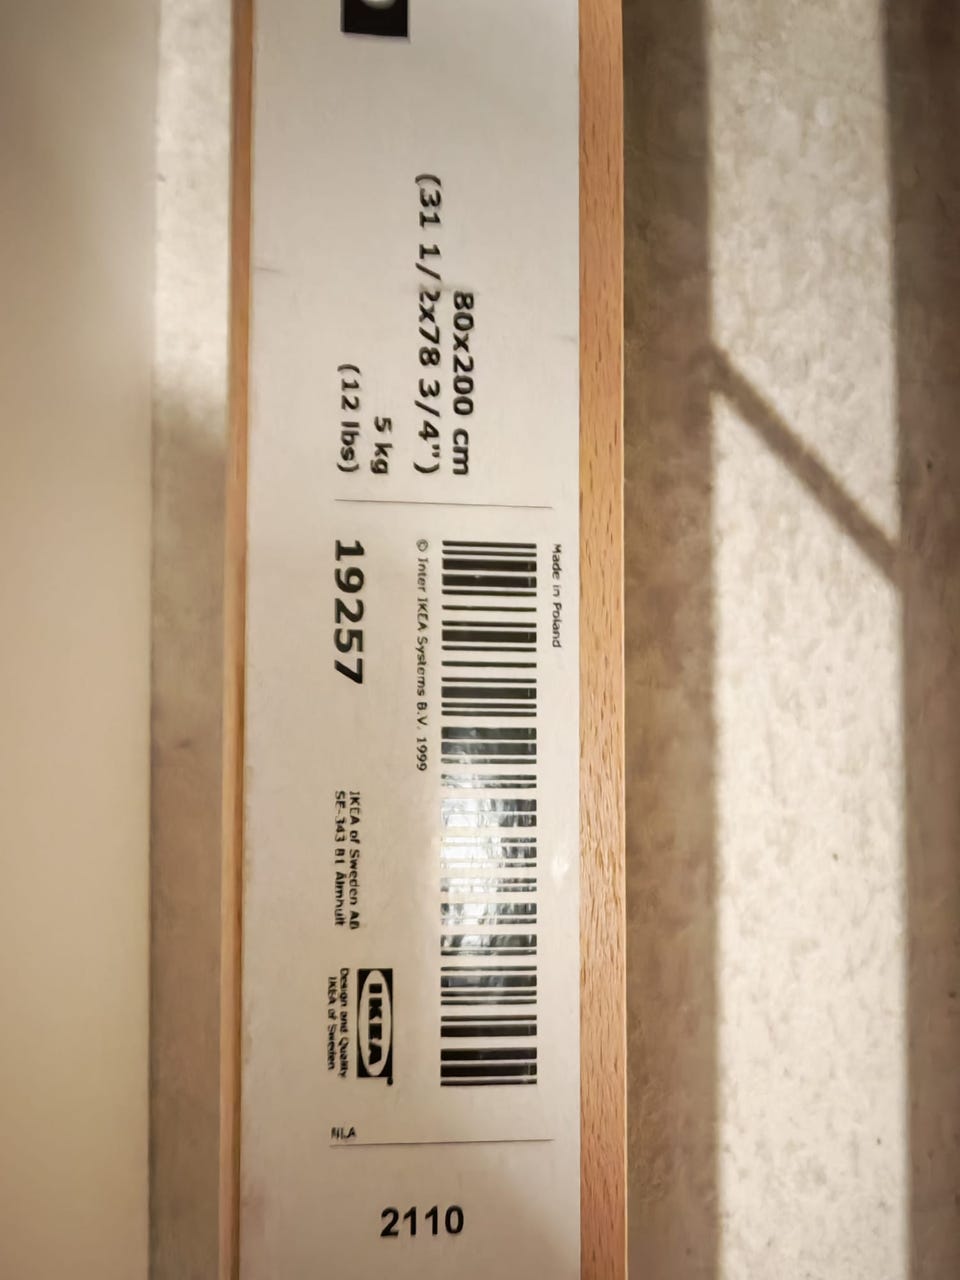 80x200 cm
(31 1/2x78 3/4")
5 kg
(12 lbs)
Made in Poland
© Inter IKEA Systems B.V. 1999
19257
IKEA of Sweden AB
SE-343 81 Älmhult
IKEA
Design and Quality
IKEA of Sweden
NLA
2110